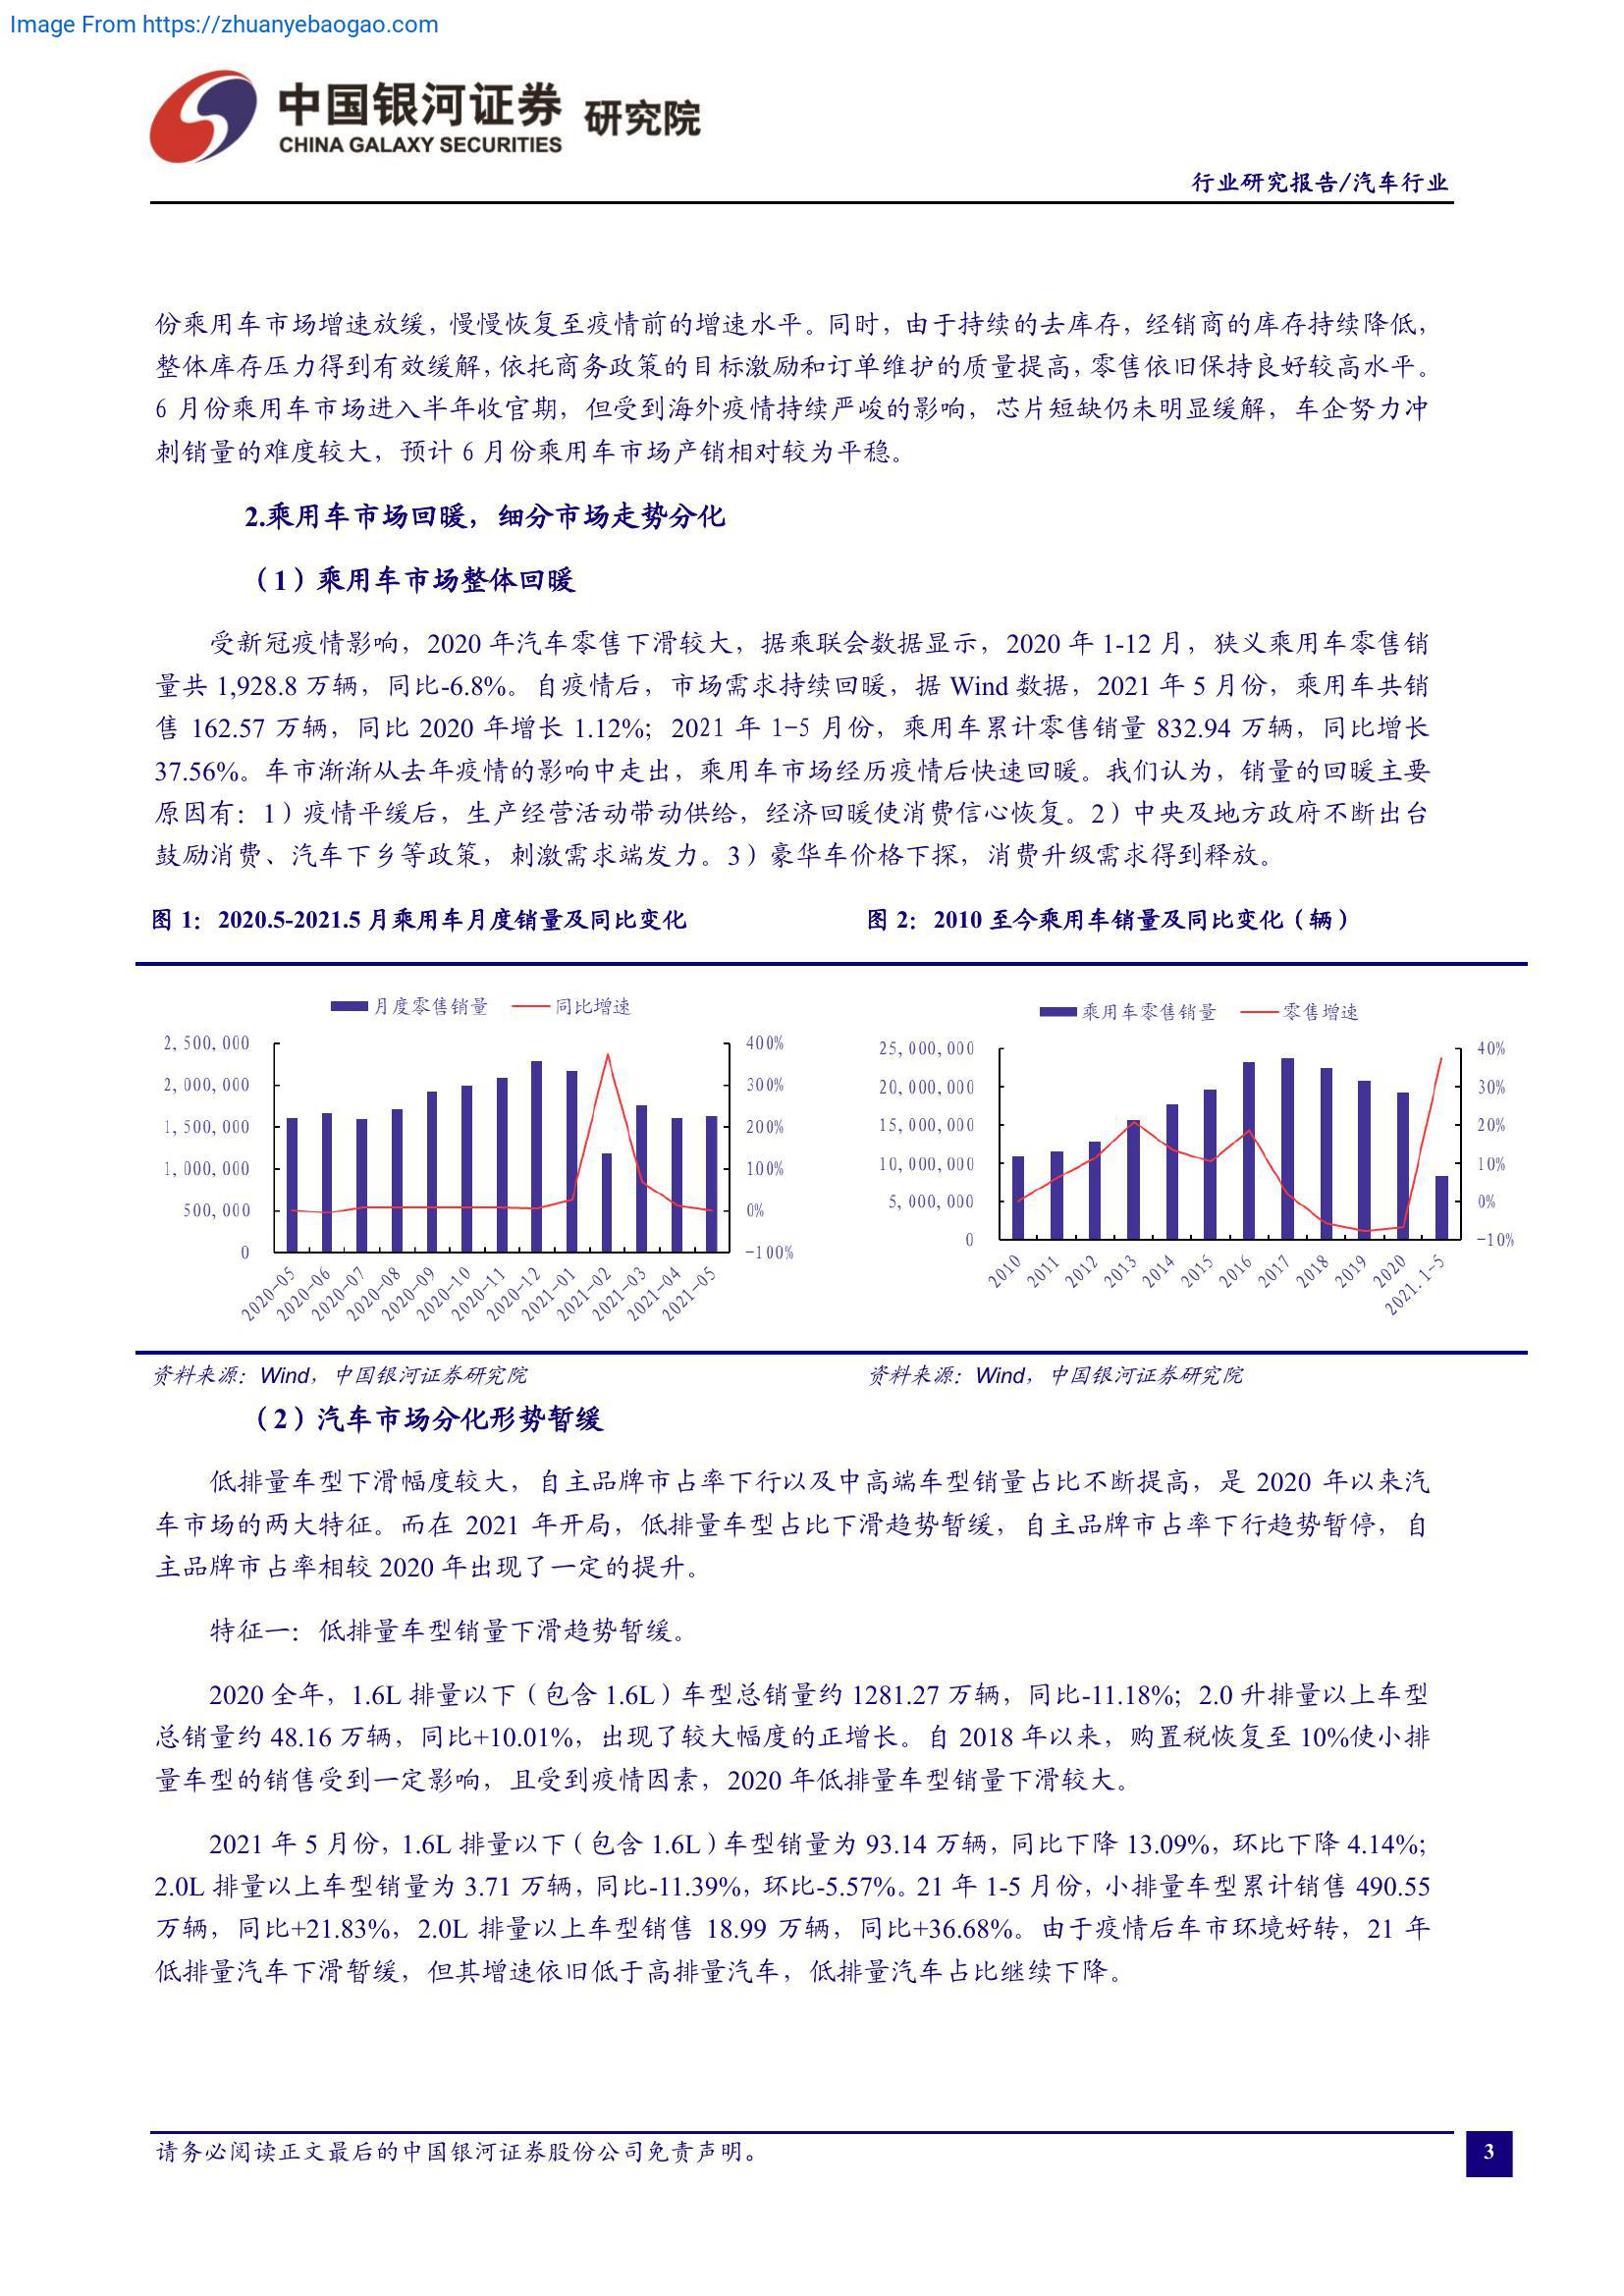 Image From https://zhuanyebaogao.com
中国银河证券 研究院
CHINA GALAXY SECURITIES
行业研究报告/汽车行业
份乘用车市场增速放缓，慢慢恢复至疫情前的增速水平。同时，由于持续的去库存，经销商的库存持续降低，
整体库存压力得到有效缓解，依托商务政策的目标激励和订单维护的质量提高，零售依旧保持良好较高水平。
6 月份乘用车市场进入半年收官期，但受到海外疫情持续严峻的影响，芯片短缺仍未明显缓解，车企努力冲
刺销量的难度较大，预计 6 月份乘用车市场产销相对较为平稳。
2.乘用车市场回暖，细分市场走势分化
（1）乘用车市场整体回暖
受新冠疫情影响，2020 年汽车零售下滑较大，据乘联会数据显示，2020 年 1-12 月，狭义乘用车零售销
量共 1,928.8 万辆，同比-6.8%。自疫情后，市场需求持续回暖，据 Wind 数据，2021 年 5 月份，乘用车共销
售 162.57 万辆，同比 2020 年增长 1.12%；2021 年 1-5 月份，乘用车累计零售销量 832.94 万辆，同比增长
37.56%。车市渐渐从去年疫情的影响中走出，乘用车市场经历疫情后快速回暖。我们认为，销量的回暖主要
原因有：1）疫情平缓后，生产经营活动带动供给，经济回暖使消费信心恢复。2）中央及地方政府不断出台
鼓励消费、汽车下乡等政策，刺激需求端发力。3）豪华车价格下探，消费升级需求得到释放。
图 1：2020.5-2021.5 月乘用车月度销量及同比变化
月度零售销量 同比增速
2,500,000
2,000,000
1,500,000
1,000,000
500,000
0
400%
300%
200%
100%
0%
-100%
2020-05 2020-06 2020-07 2020-08 2020-09 2020-10 2020-11 2020-12 2021-01 2021-02 2021-03 2021-04 2021-05
资料来源：Wind，中国银河证券研究院
图 2：2010 至今乘用车销量及同比变化（辆）
乘用车零售销量 零售增速
25,000,000
20,000,000
15,000,000
10,000,000
5,000,000
0
40%
30%
20%
10%
0%
-10%
2010 2011 2012 2013 2014 2015 2016 2017 2018 2019 2020 2021.1-5
资料来源：Wind，中国银河证券研究院
（2）汽车市场分化形势暂缓
低排量车型下滑幅度较大，自主品牌市占率下行以及中高端车型销量占比不断提高，是 2020 年以来汽
车市场的两大特征。而在 2021 年开局，低排量车型占比下滑趋势暂缓，自主品牌市占率下行趋势暂停，自
主品牌市占率相较 2020 年出现了一定的提升。
特征一：低排量车型销量下滑趋势暂缓。
2020 全年，1.6L 排量以下（包含 1.6L）车型总销量约 1281.27 万辆，同比-11.18%；2.0 升排量以上车型
总销量约 48.16 万辆，同比+10.01%，出现了较大幅度的正增长。自 2018 年以来，购置税恢复至 10%使小排
量车型的销售受到一定影响，且受到疫情因素，2020 年低排量车型销量下滑较大。
2021 年 5 月份，1.6L 排量以下（包含 1.6L）车型销量为 93.14 万辆，同比下降 13.09%，环比下降 4.14%；
2.0L 排量以上车型销量为 3.71 万辆，同比-11.39%，环比-5.57%。21 年 1-5 月份，小排量车型累计销售 490.55
万辆，同比+21.83%，2.0L 排量以上车型销售 18.99 万辆，同比+36.68%。由于疫情后车市环境好转，21 年
低排量汽车下滑暂缓，但其增速依旧低于高排量汽车，低排量汽车占比继续下降。
请务必阅读正文最后的中国银河证券股份公司免责声明。
3